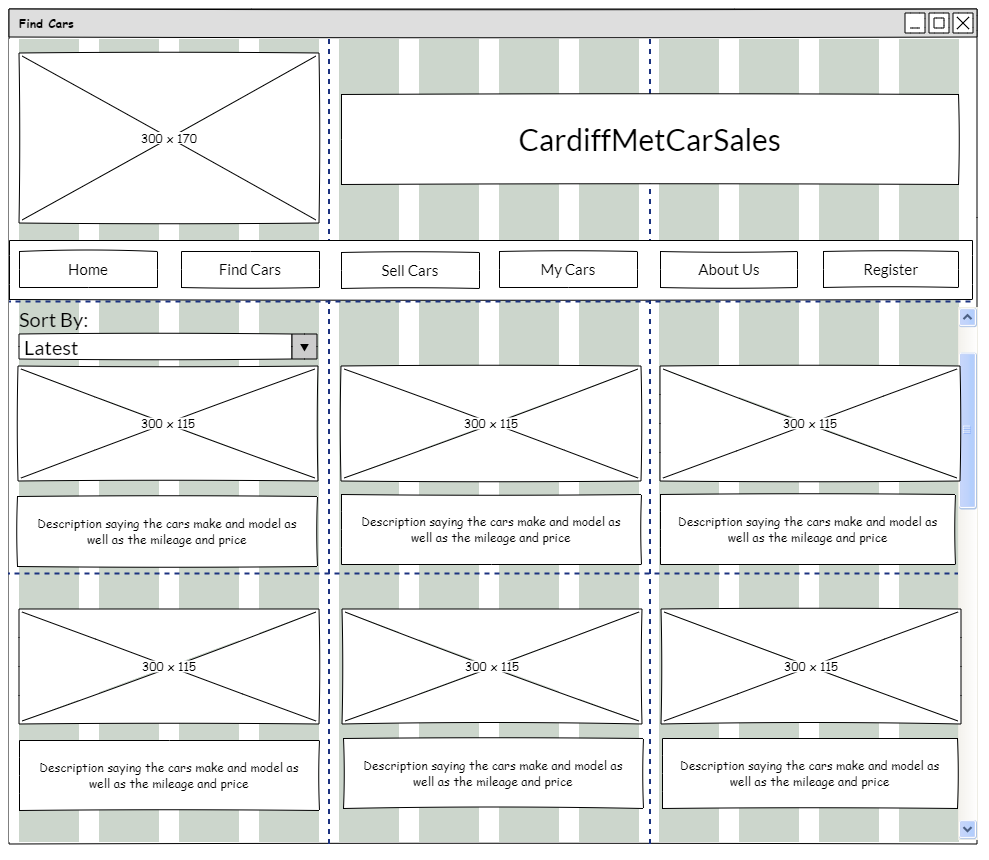 Find Cars
300 x 170
CardiffMetCarSales
Home
Find Cars
Sell Cars
My Cars
About Us
Register
Sort By:
Latest
300 x 115
300 x 115
300 x 115
Description saying the cars make and model as
well as the mileage and price
Description saying the cars make and model as
well as the mileage and price
Description saying the cars make and model as
well as the mileage and price
300 x 115
300 x 115
300 x 115
Description saying the cars make and model as
well as the mileage and price
Description saying the cars make and model as
well as the mileage and price
Description saying the cars make and model as
well as the mileage and price